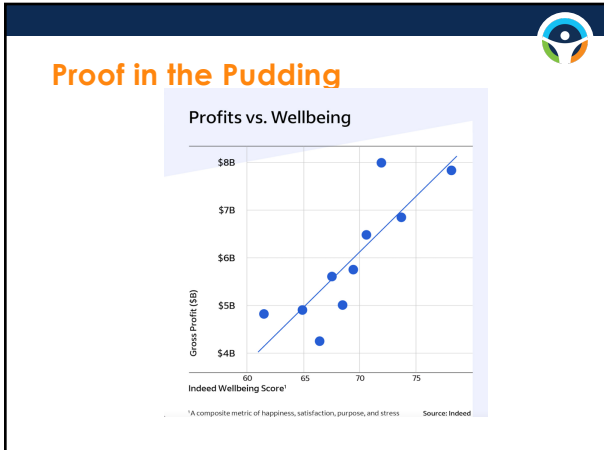 Proof in the Pudding
Profits vs. Wellbeing
$8B
$7B
$6B
$5B
$4B
Gross Profit ($B)
60 65 70 75
Indeed Wellbeing Score¹
¹A composite metric of happiness, satisfaction, purpose, and stress Source: Indeed